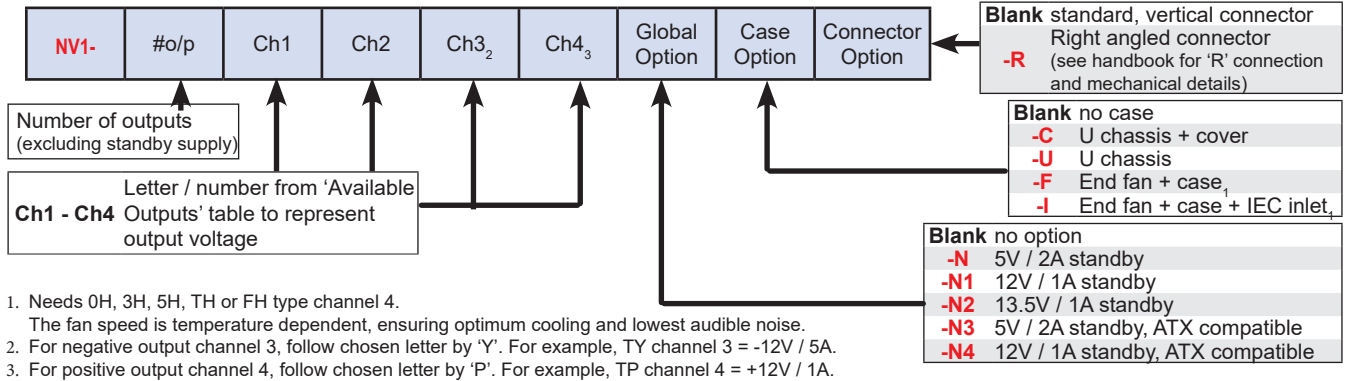 NV1- #o/p Ch1 Ch2 Ch3₂ Ch4₃ Global Option Case Option Connector Option
Blank standard, vertical connector
-R Right angled connector
(see handbook for ‘R’ connection
and mechanical details)
Number of outputs
(excluding standby supply)
Blank no case
-C U chassis + cover
-U U chassis
-F End fan + case₁
-I End fan + case + IEC inlet₁
Ch1 - Ch4 Letter / number from ‘Available
Outputs’ table to represent
output voltage
Blank no option
-N 5V / 2A standby
-N1 12V / 1A standby
-N2 13.5V / 1A standby
-N3 5V / 2A standby, ATX compatible
-N4 12V / 1A standby, ATX compatible
1. Needs 0H, 3H, 5H, TH or FH type channel 4.
The fan speed is temperature dependent, ensuring optimum cooling and lowest audible noise.
2. For negative output channel 3, follow chosen letter by ‘Y’. For example, TY channel 3 = -12V / 5A.
3. For positive output channel 4, follow chosen letter by ‘P’. For example, TP channel 4 = +12V / 1A.